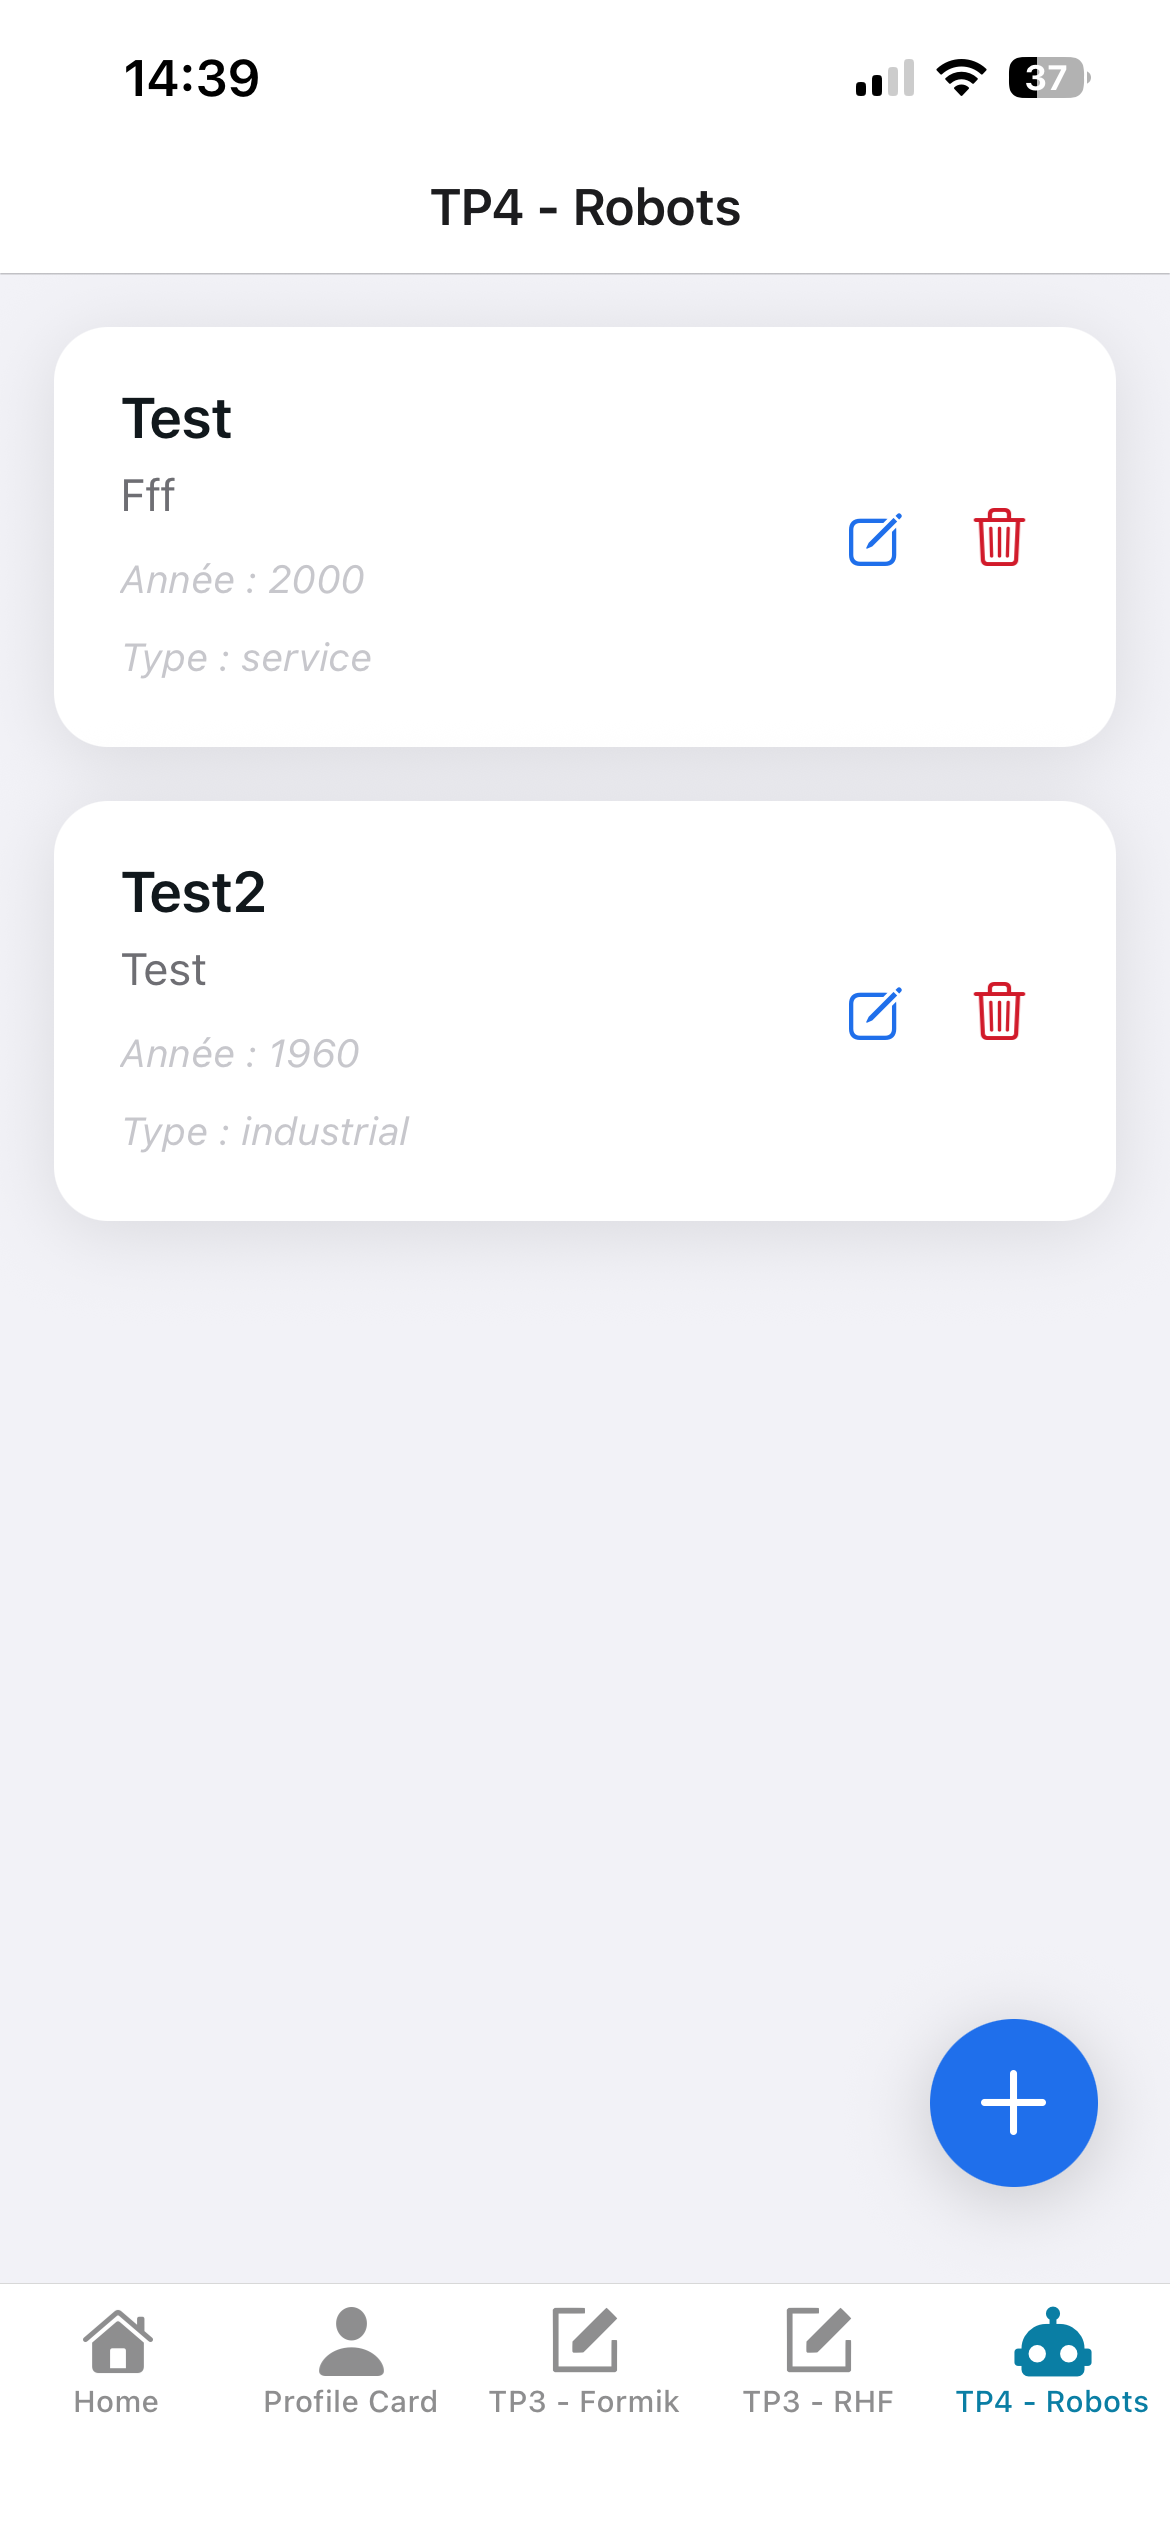 14:39
37
TP4 - Robots
Test
Fff
Année : 2000
Type : service
Test2
Test
Année : 1960
Type : industrial
Home
Profile Card
TP3 - Formik
TP3 - RHF
TP4 - Robots